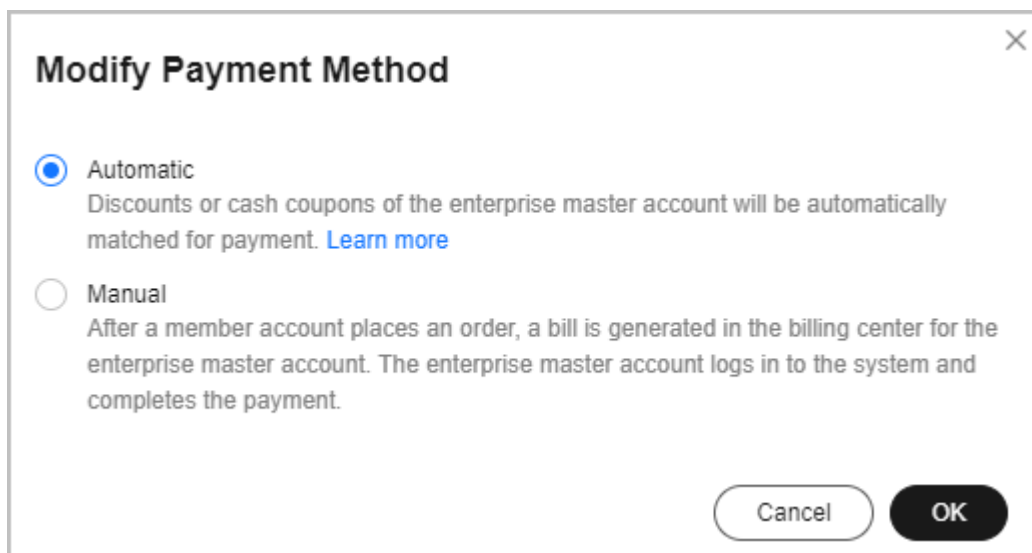 Modify Payment Method
Automatic
Discounts or cash coupons of the enterprise master account will be automatically
matched for payment. Learn more
Manual
After a member account places an order, a bill is generated in the billing center for the
enterprise master account. The enterprise master account logs in to the system and
completes the payment.
Cancel OK